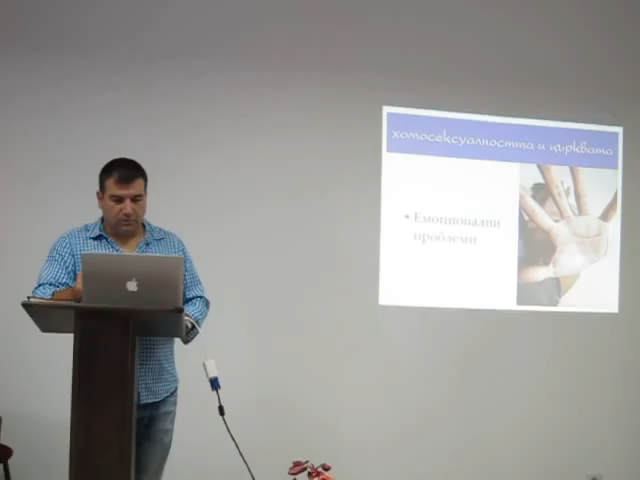 хомосексуалността и църквата
• Емоционални
проблеми